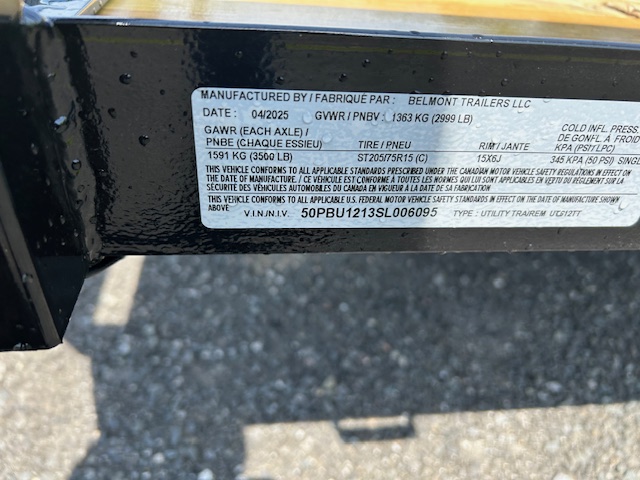 MANUFACTURED BY / FABRIQUÉ PAR : BELMONT TRAILERS LLC
DATE : 04/2025 GVWR / PNBV : 1363 KG (2999 LB)
COLD INFL. PRESS.
GAWR (EACH AXLE) / DE GONFL. À FROID
PNBE (CHAQUE ESSIEU) TIRE / PNEU RIM / JANTE KPA (PSI/LPC)
1591 KG (3500 LB) ST205/75R15 (C) 15X6J 345 KPA (50 PSI) SINGL
THIS VEHICLE CONFORMS TO ALL APPLICABLE STANDARDS PRESCRIBED UNDER THE CANADIAN MOTOR VEHICLE SAFETY REGULATIONS IN EFFECT ON
THE DATE OF MANUFACTURE. / CE VÉHICULE EST CONFORME À TOUTES LES NORMES QUI LUI SONT APPLICABLES EN VERTU DU RÈGLEMENT SUR LA
SÉCURITÉ DES VÉHICULES AUTOMOBILES DU CANADA EN VIGUEUR À LA DATE DE SA FABRICATION
THIS VEHICLE CONFORMS TO ALL APPLICABLE U.S. FEDERAL MOTOR VEHICLE SAFETY STANDARDS IN EFFECT ON THE DATE OF MANUFACTURE SHOWN
ABOVE
V.I.N./N.I.V. 50PBU1213SL006095 TYPE : UTILITY TRA/REM UT612TT